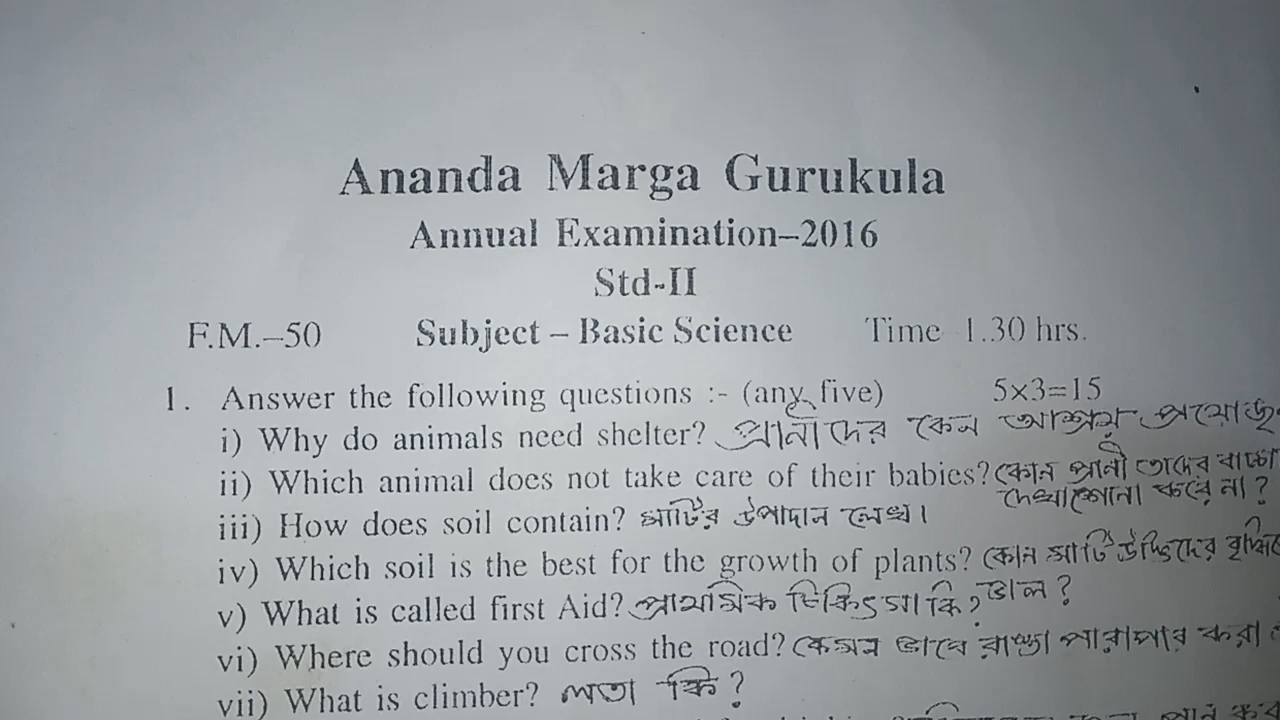 Ananda Marga Gurukula
Annual Examination–2016
Std-II
F.M.–50 Subject – Basic Science Time 1.30 hrs.
1. Answer the following questions :- (any five) 5×3=15
i) Why do animals need shelter? প্রানীদের কেন আশ্রয়
ii) Which animal does not take care of their babies? কোন প্রানী তাদের বাচ্চা
দেখাশোনা করে না?
iii) How does soil contain? মাটির উপাদান লেখ।
iv) Which soil is the best for the growth of plants? কোন মাটি উদ্ভিদের
ভাল?
v) What is called first Aid? প্রাথমিক চিকিৎসা কি?
vi) Where should you cross the road? কেমন ভাবে রাস্তা পারাপার করা
vii) What is climber? লতা কি?